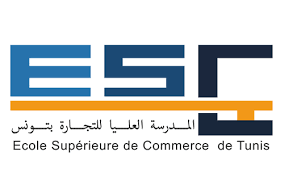 ESC
المدرسة العليا للتجارة بتونس
Ecole Supérieure de Commerce de Tunis